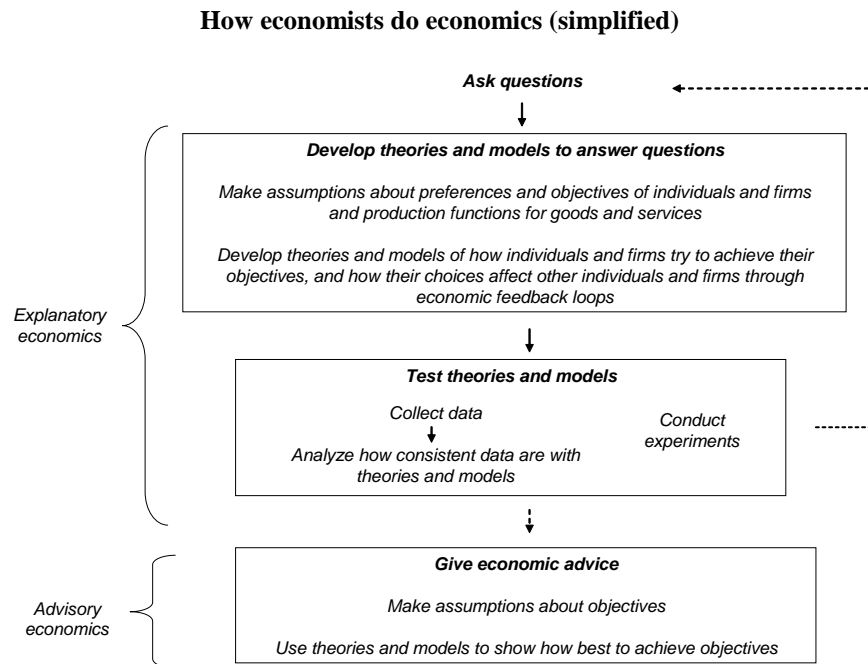 How economists do economics (simplified)
Ask questions
Develop theories and models to answer questions
Make assumptions about preferences and objectives of individuals and firms
and production functions for goods and services
Develop theories and models of how individuals and firms try to achieve their
objectives, and how their choices affect other individuals and firms through
economic feedback loops
Explanatory
economics
Test theories and models
Collect data
Analyze how consistent data are with
theories and models
Conduct
experiments
Give economic advice
Make assumptions about objectives
Use theories and models to show how best to achieve objectives
Advisory
economics